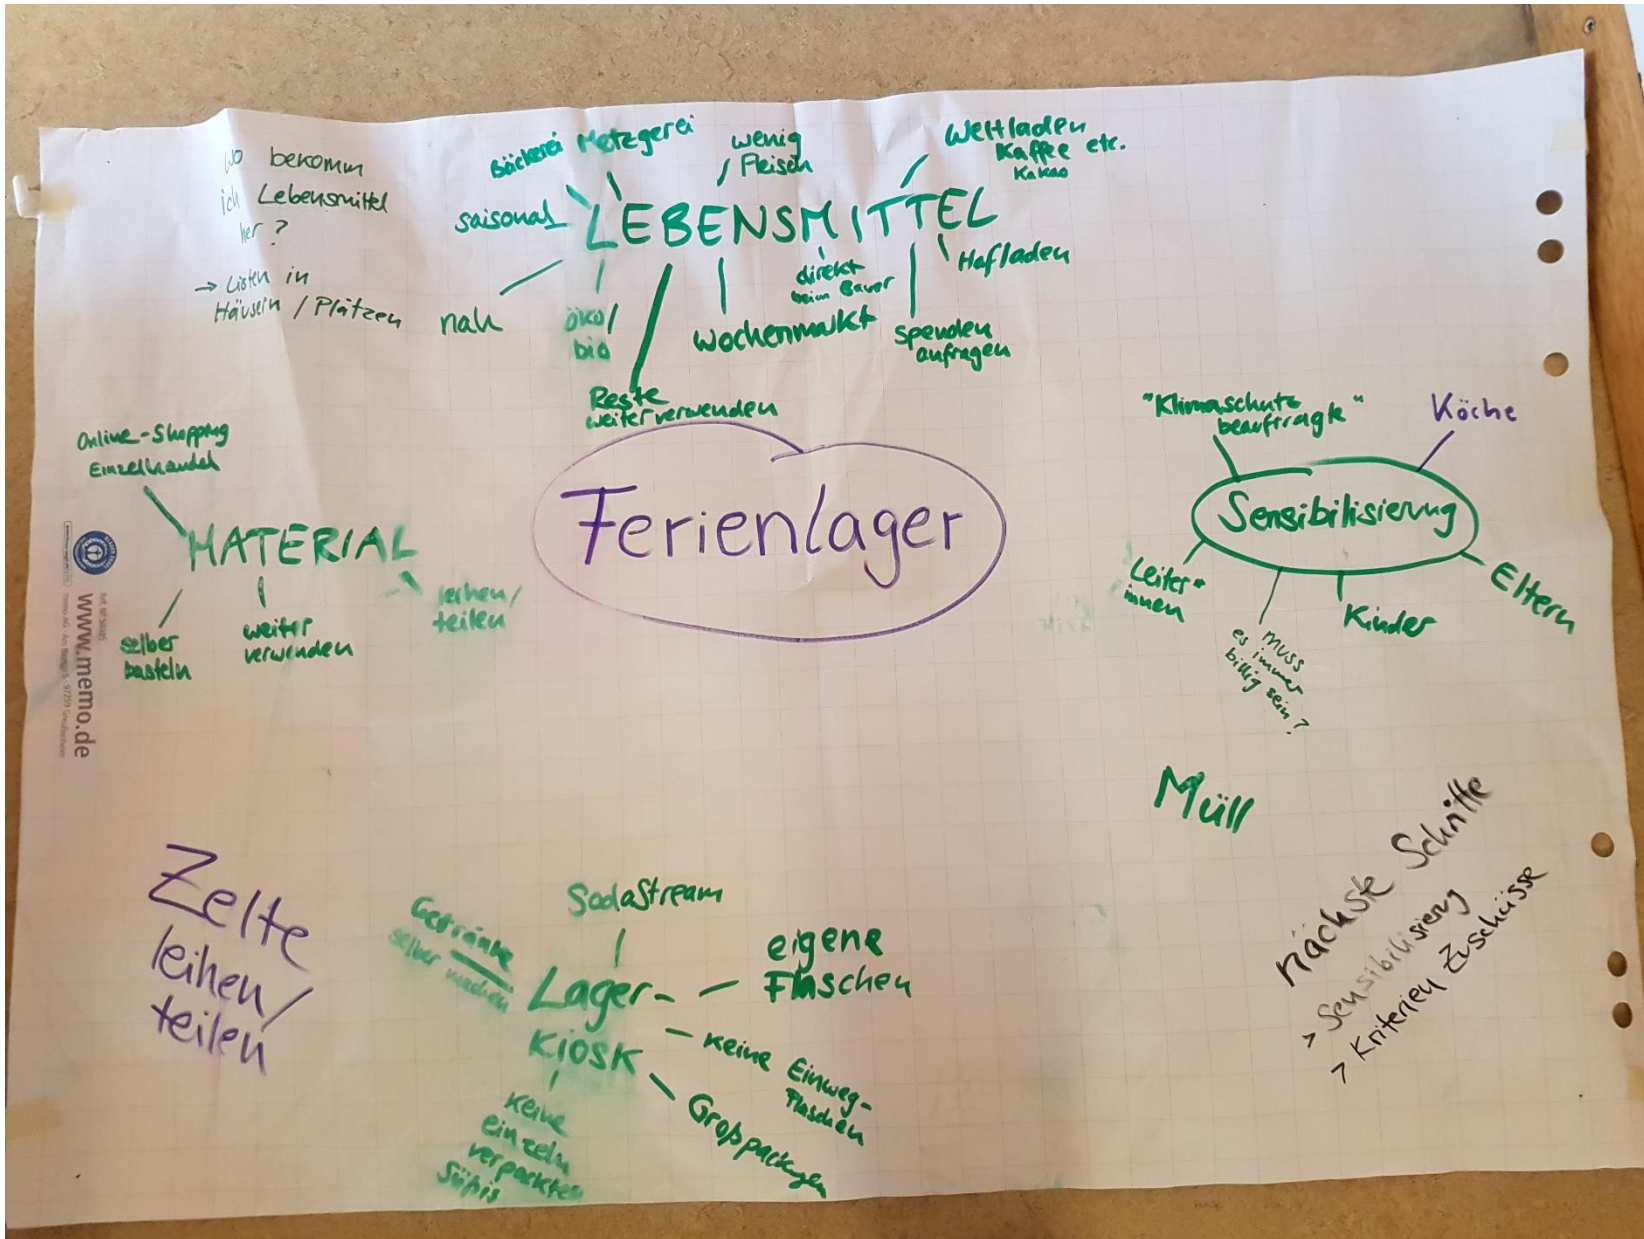 wo bekomm
ich Lebensmittel
her?
→ Listen in
Häusern / Plätzen
Bäckerei
Metzgerei
wenig
Fleisch
Weltladen
Kaffee etc.
Kakao
saisonal
LEBENSMITTEL
nah
öko/
bio
Reste
weiterverwenden
Wochenmarkt
direkt
beim Bauer
Spenden
anfragen
Hofladen
Online-Shopping
Einzelhandel
MATERIAL
selber
basteln
weiter
verwenden
leihen/
teilen
www.memo.de
Ferienlager
"Klimaschutz
beauftragte"
Köche
Sensibilisierung
Leiter*
innen
muss
es immer
billig sein?
Kinder
Eltern
Müll
Zelte
leihen/
teilen
SodaStream
Getränke
selber machen
Lager-
Kiosk
eigene
Flaschen
Keine Einweg-
Flaschen
Großpackungen
Keine
einzeln
verpackten
Süßis
nächste Schritte
> Sensibilisierung
> Kriterien Zuschüsse